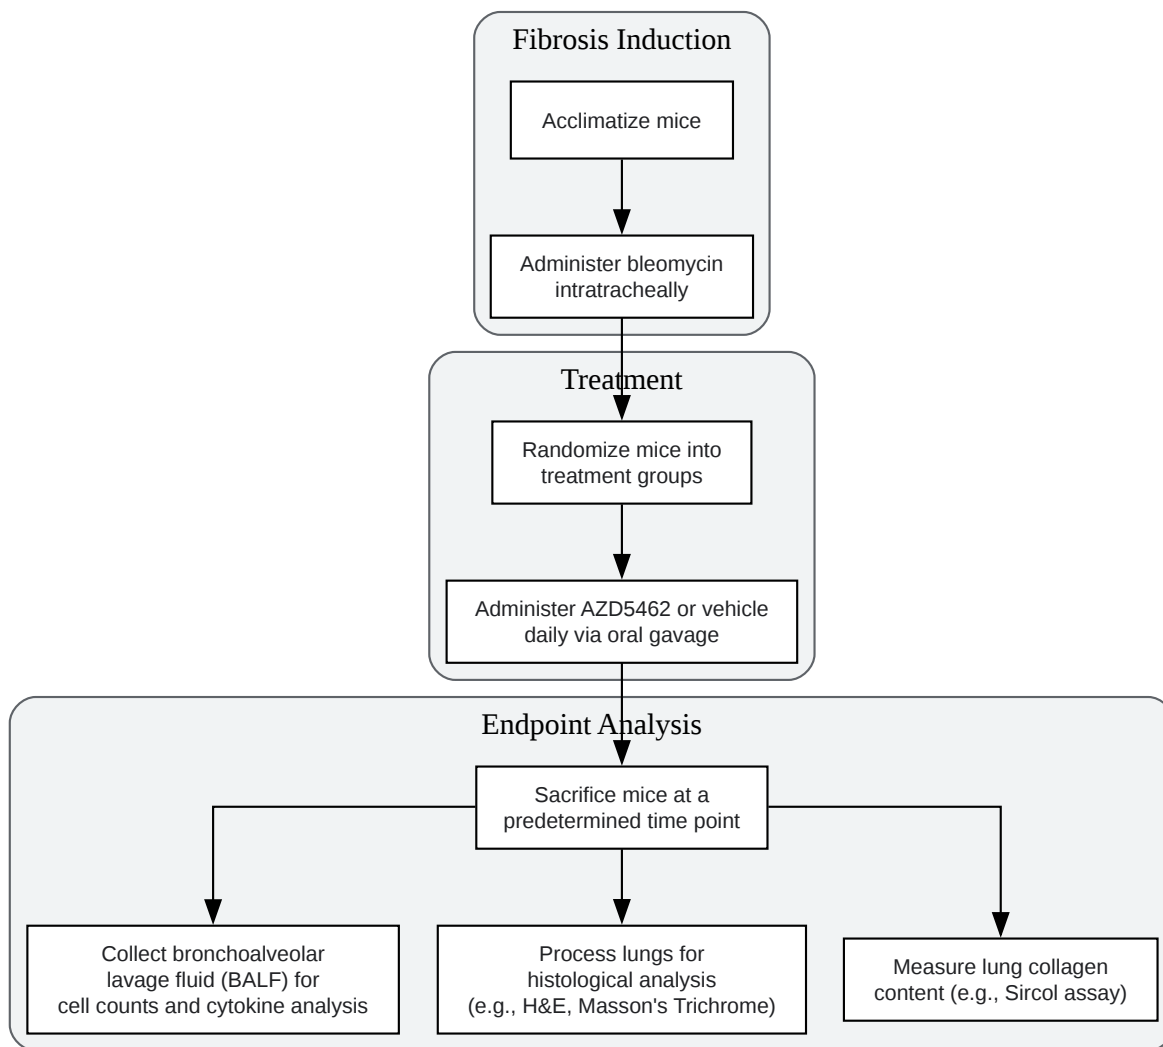 Fibrosis Induction
Acclimatize mice
Administer bleomycin
intratracheally
Treatment
Randomize mice into
treatment groups
Administer AZD5462 or vehicle
daily via oral gavage
Endpoint Analysis
Sacrifice mice at a
predetermined time point
Collect bronchoalveolar
lavage fluid (BALF) for
cell counts and cytokine analysis
Process lungs for
histological analysis
(e.g., H&E, Masson's Trichrome)
Measure lung collagen
content (e.g., Sircol assay)